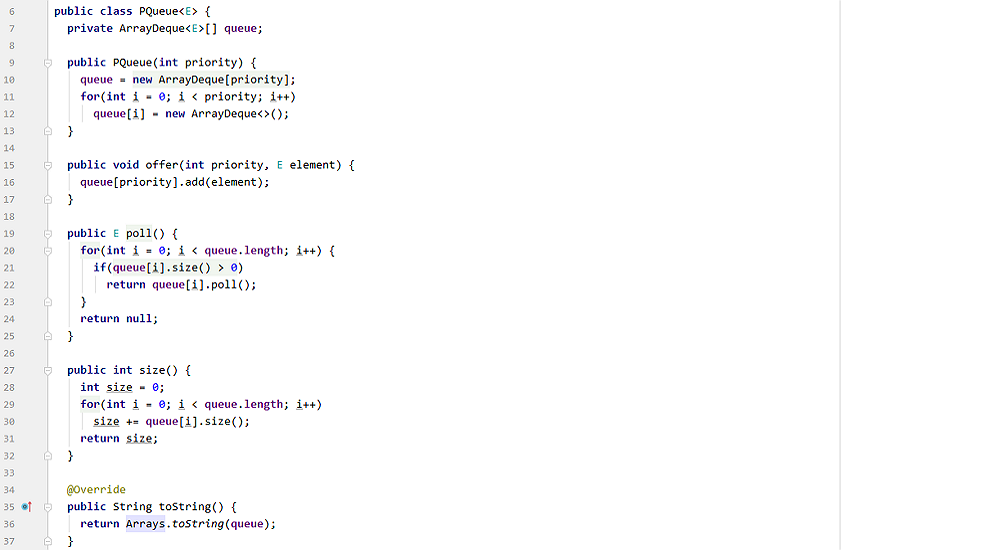 6 public class PQueue<E> {
7 private ArrayDeque<E>[] queue;
8
9 public PQueue(int priority) {
10 queue = new ArrayDeque[priority];
11 for(int i = 0; i < priority; i++)
12 queue[i] = new ArrayDeque<>();
13 }
14
15 public void offer(int priority, E element) {
16 queue[priority].add(element);
17 }
18
19 public E poll() {
20 for(int i = 0; i < queue.length; i++) {
21 if(queue[i].size() > 0)
22 return queue[i].poll();
23 }
24 return null;
25 }
26
27 public int size() {
28 int size = 0;
29 for(int i = 0; i < queue.length; i++)
30 size += queue[i].size();
31 return size;
32 }
33
34 @Override
35 public String toString() {
36 return Arrays.toString(queue);
37 }